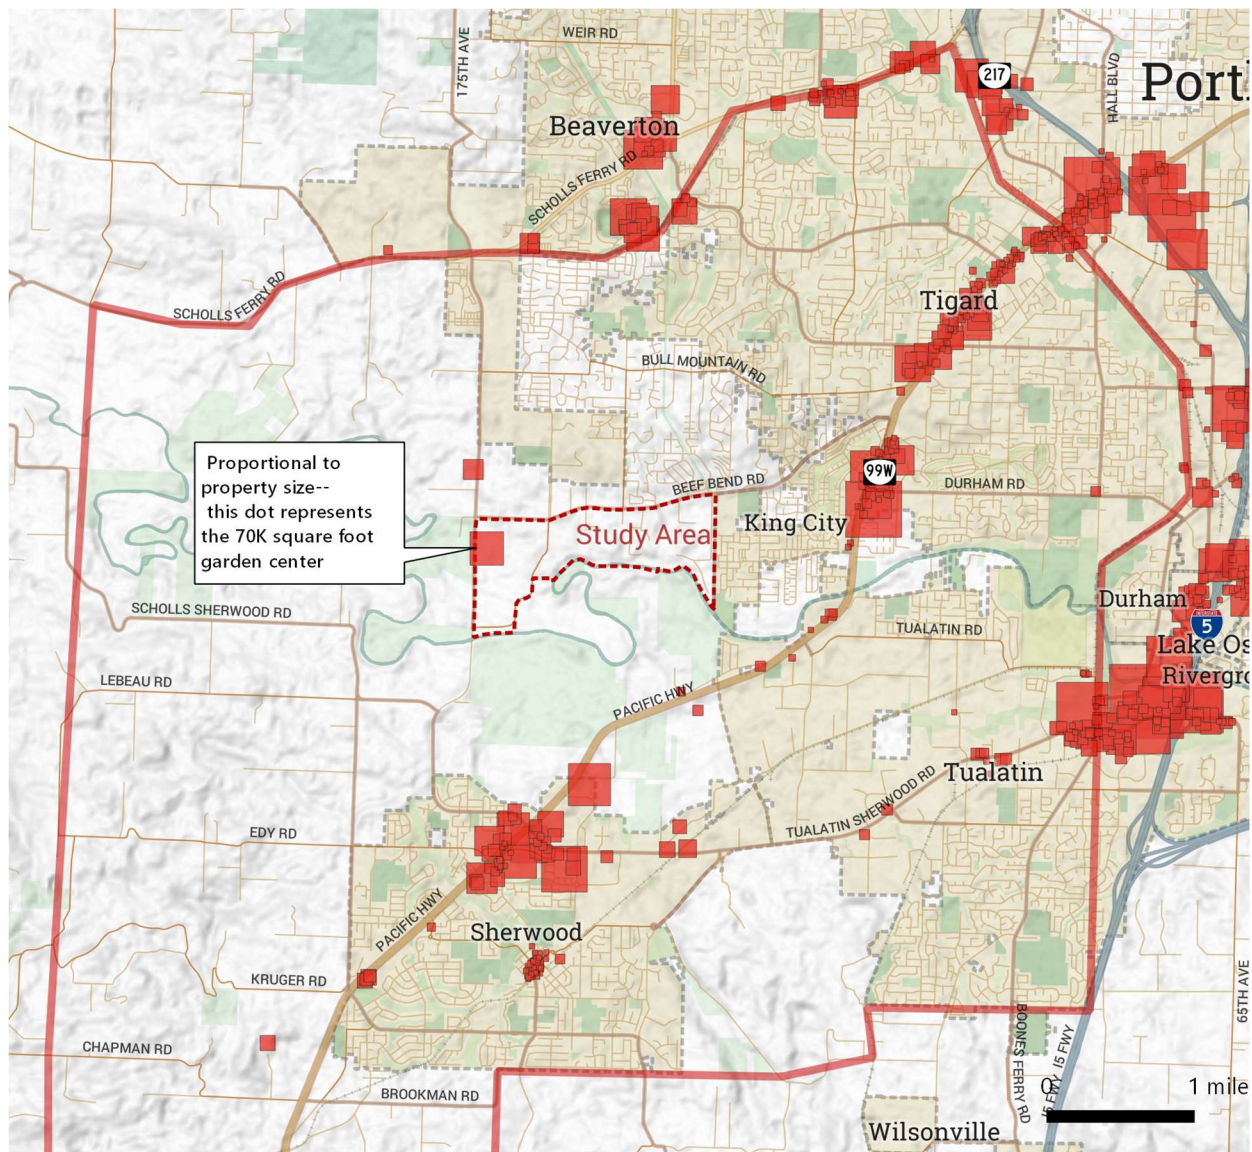 WEIR RD
175TH AVE
217
HALL BLVD
Beaverton
SCHOLLS FERRY RD
SCHOLLS FERRY RD
Tigard
BULL MOUNTAIN RD
Proportional to
property size--
this dot represents
the 70K square foot
garden center
99W
BEEF BEND RD
DURHAM RD
Study Area
King City
SCHOLLS SHERWOOD RD
Durham
INTERSTATE
5
TUALATIN RD
Lake Os
Rivergro
LEBEAU RD
PACIFIC HWY
Tualatin
TUALATIN SHERWOOD RD
EDY RD
PACIFIC HWY
Sherwood
KRUGER RD
65TH AVE
CHAPMAN RD
BOONES FERRY RD
I5 FWY
I5 FWY
BROOKMAN RD
0
1 mile
Wilsonville